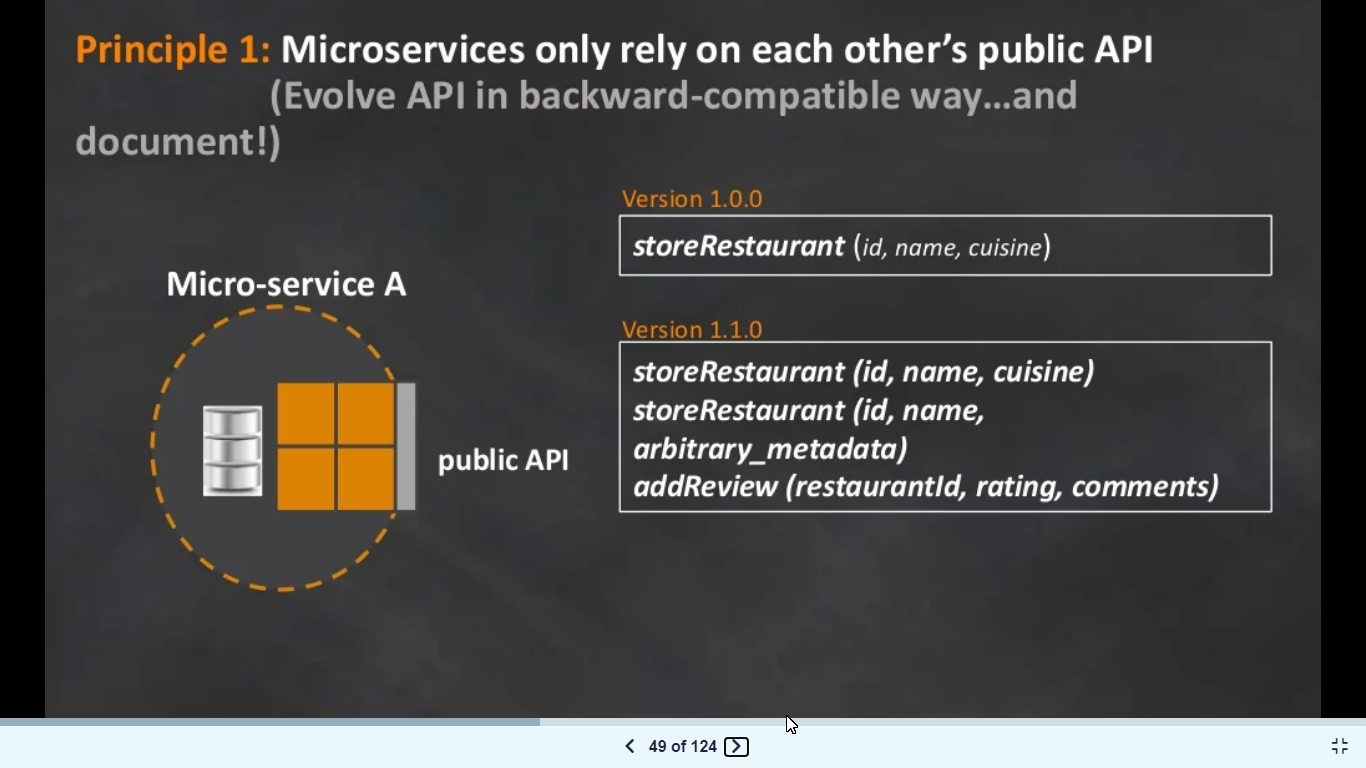 Principle 1: Microservices only rely on each other’s public API
(Evolve API in backward-compatible way…and
document!)
Version 1.0.0
storeRestaurant (id, name, cuisine)
Micro-service A
Version 1.1.0
storeRestaurant (id, name, cuisine)
storeRestaurant (id, name,
arbitrary_metadata)
addReview (restaurantId, rating, comments)
public API
49 of 124